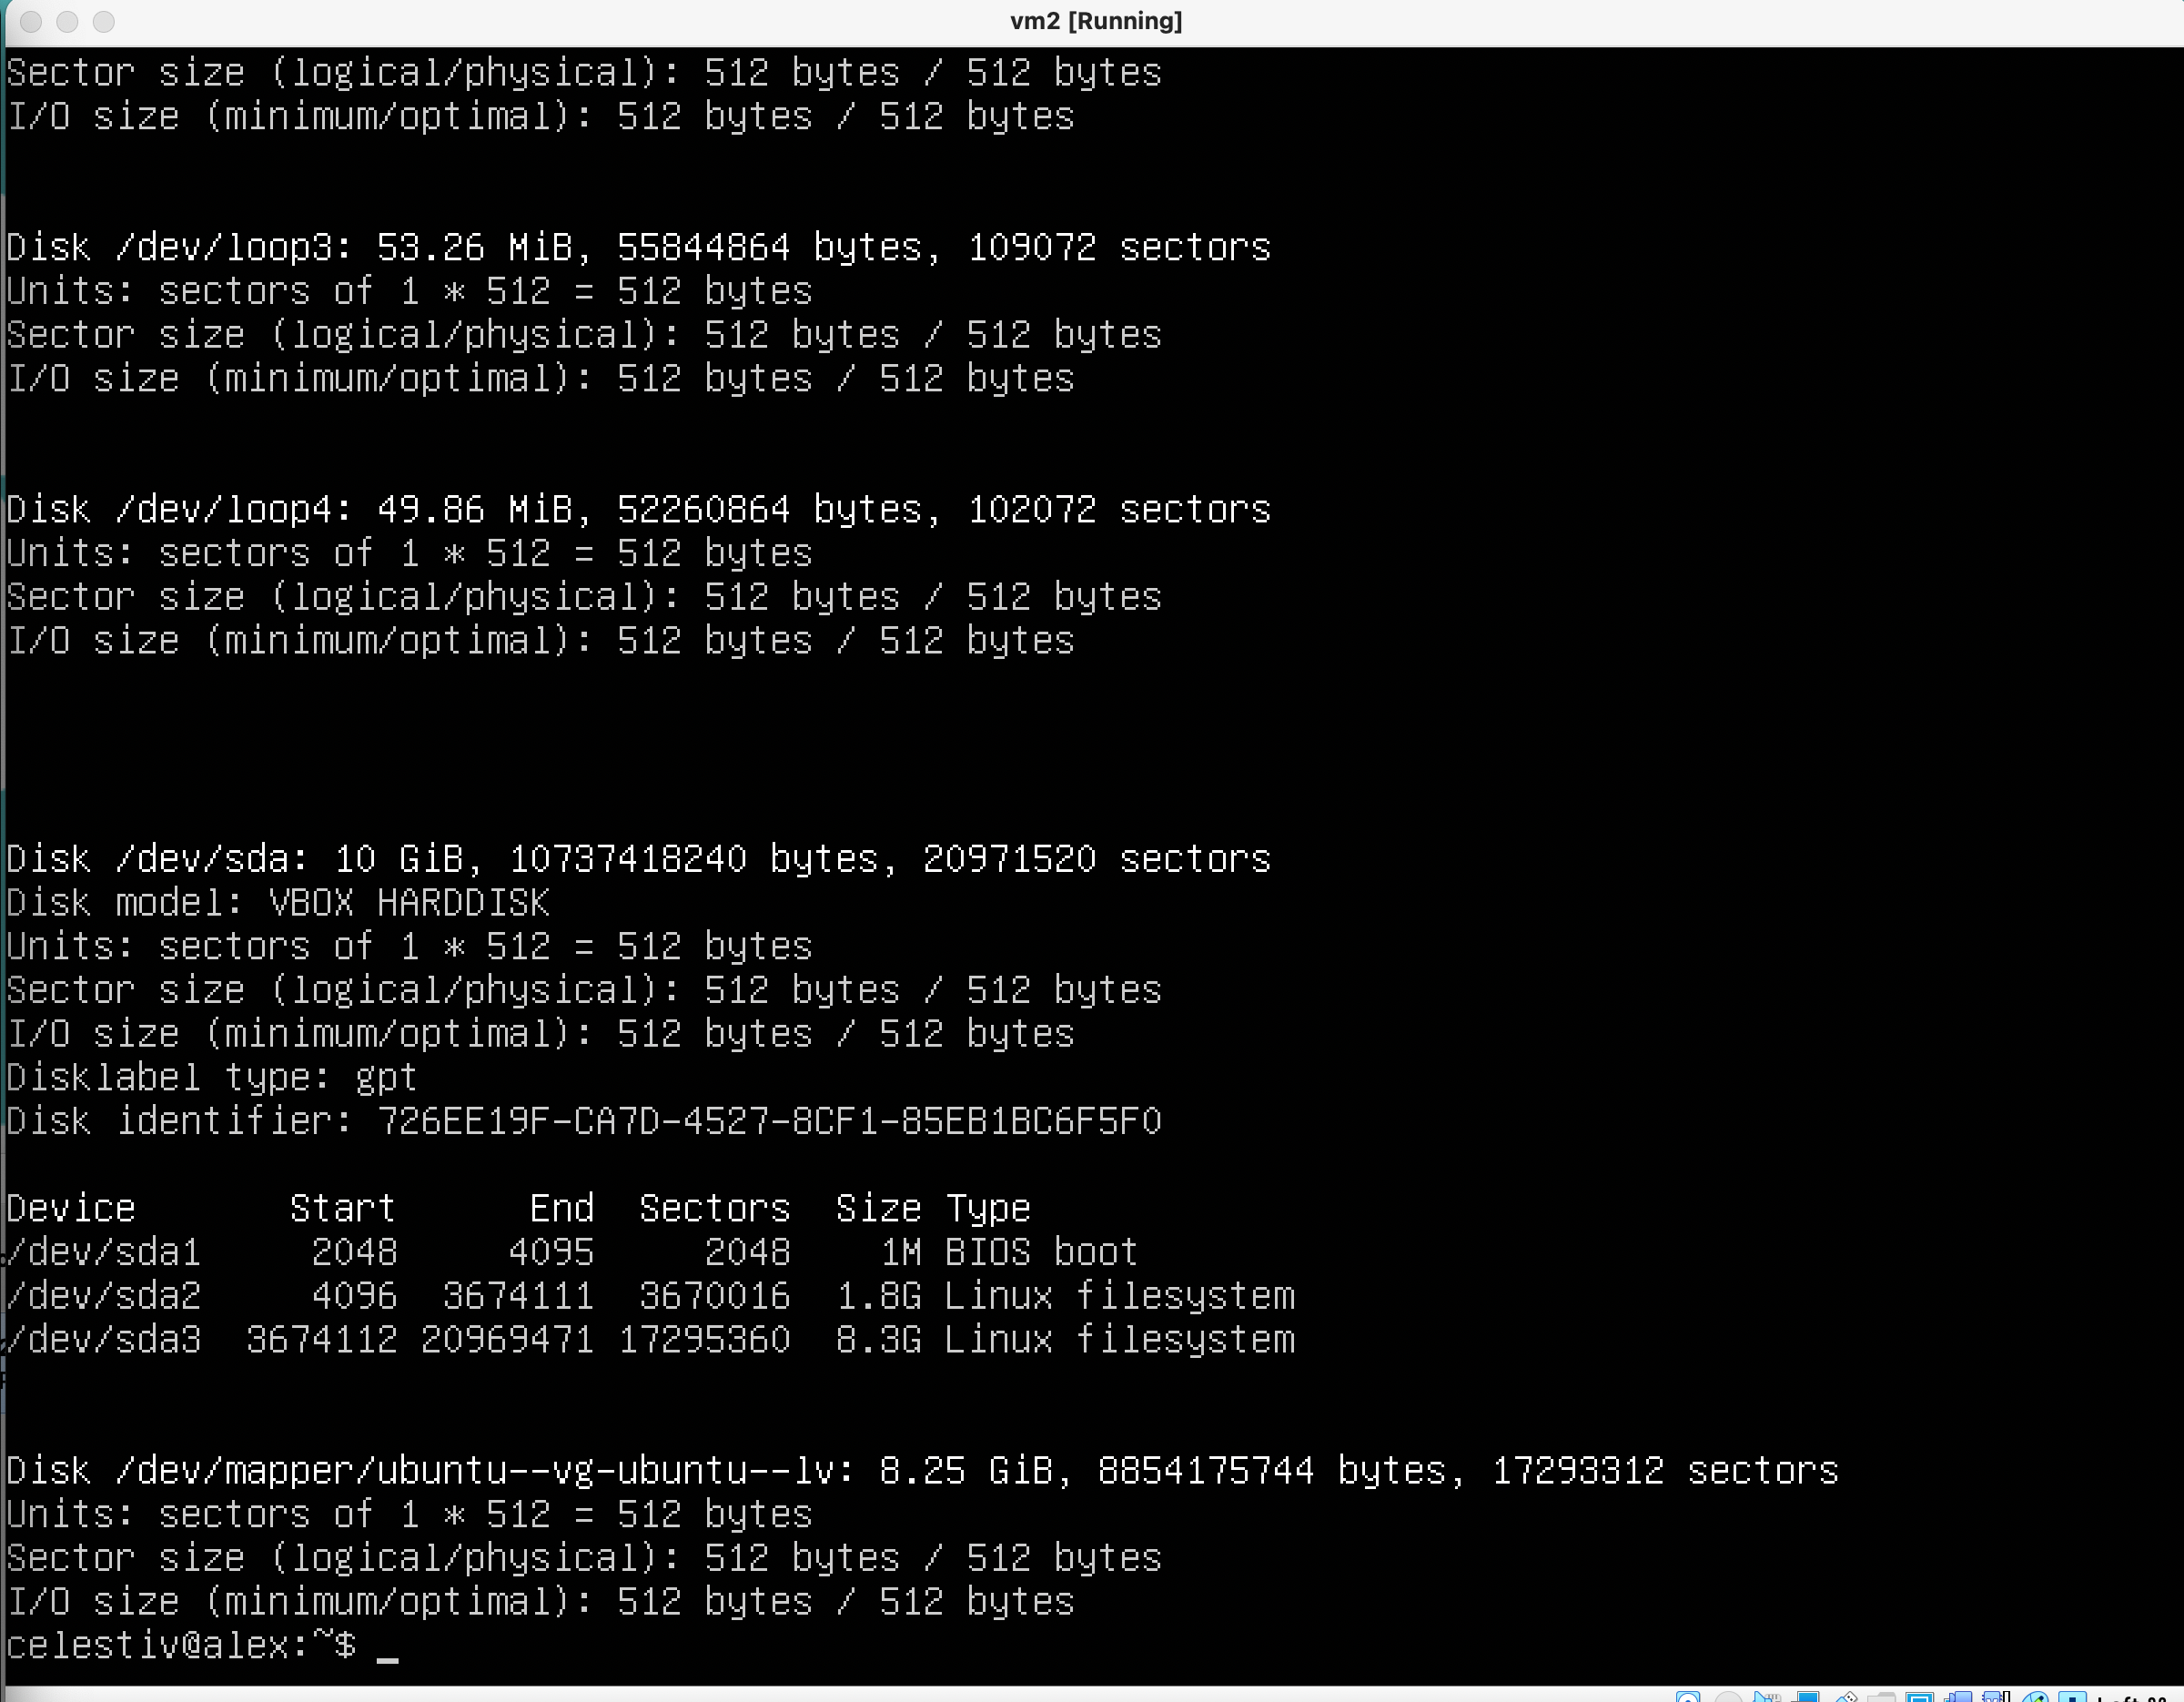 vm2 [Running]
Sector size (logical/physical): 512 bytes / 512 bytes
I/O size (minimum/optimal): 512 bytes / 512 bytes
Disk /dev/loop3: 53.26 MiB, 55844864 bytes, 109072 sectors
Units: sectors of 1 * 512 = 512 bytes
Sector size (logical/physical): 512 bytes / 512 bytes
I/O size (minimum/optimal): 512 bytes / 512 bytes
Disk /dev/loop4: 49.86 MiB, 52260864 bytes, 102072 sectors
Units: sectors of 1 * 512 = 512 bytes
Sector size (logical/physical): 512 bytes / 512 bytes
I/O size (minimum/optimal): 512 bytes / 512 bytes
Disk /dev/sda: 10 GiB, 10737418240 bytes, 20971520 sectors
Disk model: VBOX HARDDISK
Units: sectors of 1 * 512 = 512 bytes
Sector size (logical/physical): 512 bytes / 512 bytes
I/O size (minimum/optimal): 512 bytes / 512 bytes
Disklabel type: gpt
Disk identifier: 726EE19F-CA7D-4527-8CF1-85EB1BC6F5F0
Device Start End Sectors Size Type
/dev/sda1 2048 4095 2048 1M BIOS boot
/dev/sda2 4096 3674111 3670016 1.8G Linux filesystem
/dev/sda3 3674112 20969471 17295360 8.3G Linux filesystem
Disk /dev/mapper/ubuntu--vg-ubuntu--lv: 8.25 GiB, 8854175744 bytes, 17293312 sectors
Units: sectors of 1 * 512 = 512 bytes
Sector size (logical/physical): 512 bytes / 512 bytes
I/O size (minimum/optimal): 512 bytes / 512 bytes
celestiv@alex:~$ _